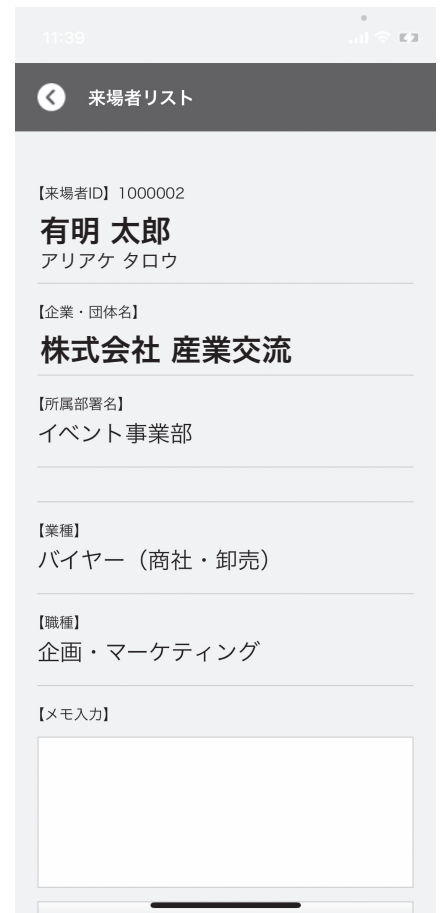 11:39
来場者リスト
【来場者ID】1000002
有明 太郎
アリアケ タロウ
【企業・団体名】
株式会社 産業交流
【所属部署名】
イベント事業部
【業種】
バイヤー（商社・卸売）
【職種】
企画・マーケティング
【メモ入力】